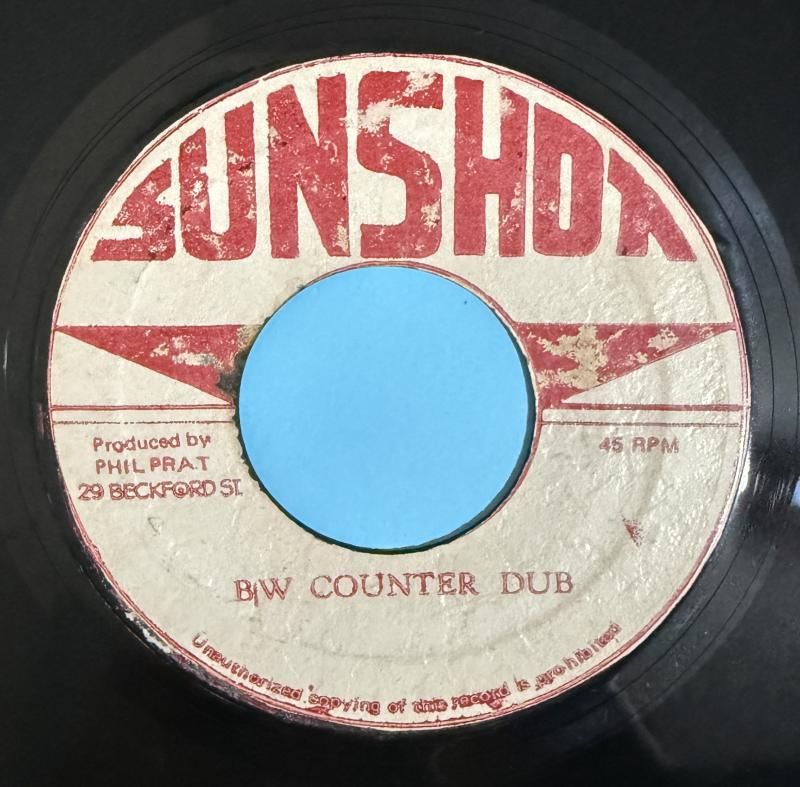 SUNSHOT
Produced by
PHIL PRAT
29 BECKFORD ST.
45 RPM
B/W COUNTER DUB
Unauthorized copying of this record is prohibited